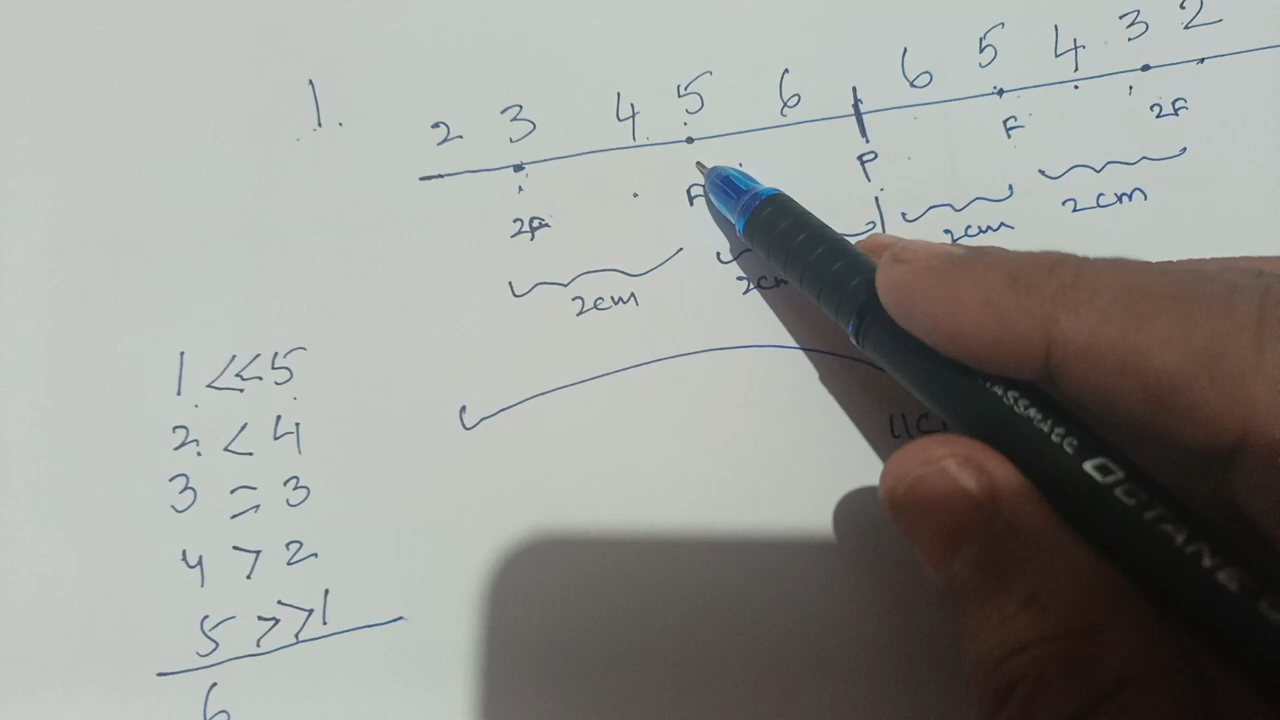 1.
2 3 4 5 6 6 5 4 3 2
2F F P F 2F
2cm 2cm 2cm
1 << 5
2 < 4
3 = 3
4 > 2
5 >> 1
6
OCTANE